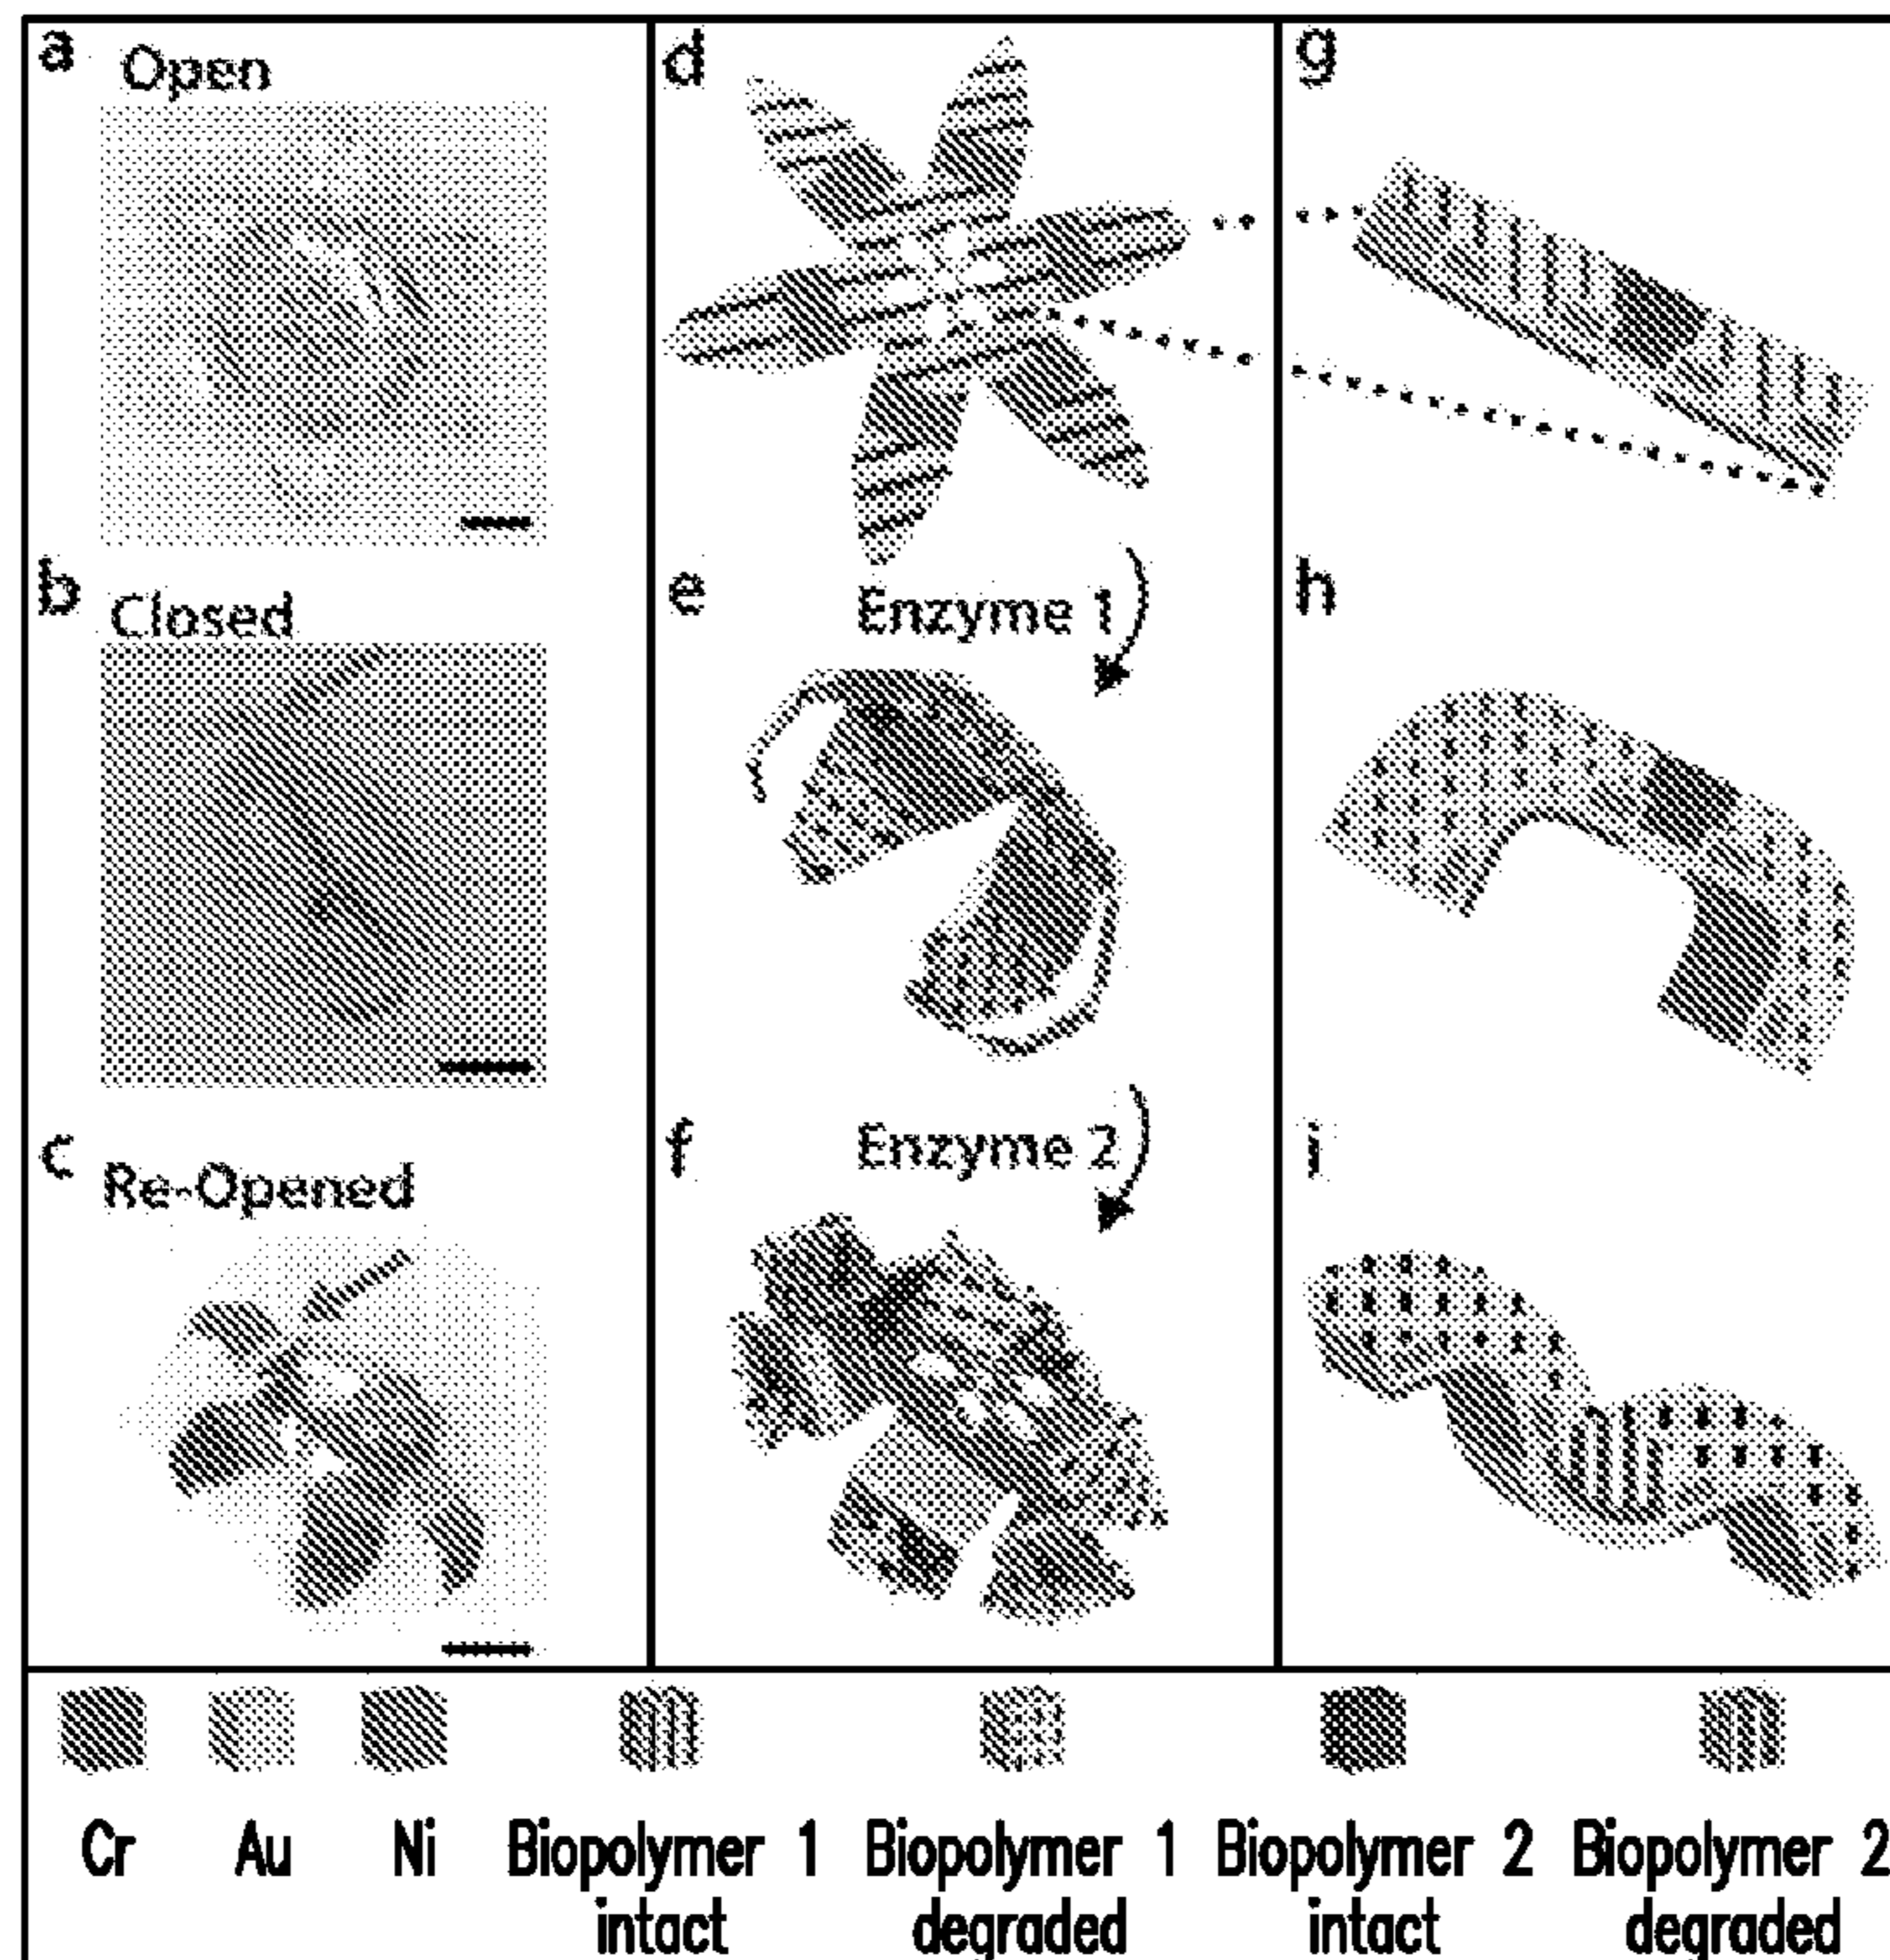 a Open
d
g
b Closed
e Enzyme 1
h
c Re-Opened
f Enzyme 2
i
Cr Au Ni Biopolymer 1 Biopolymer 1 Biopolymer 2 Biopolymer 2
intact degraded intact degraded